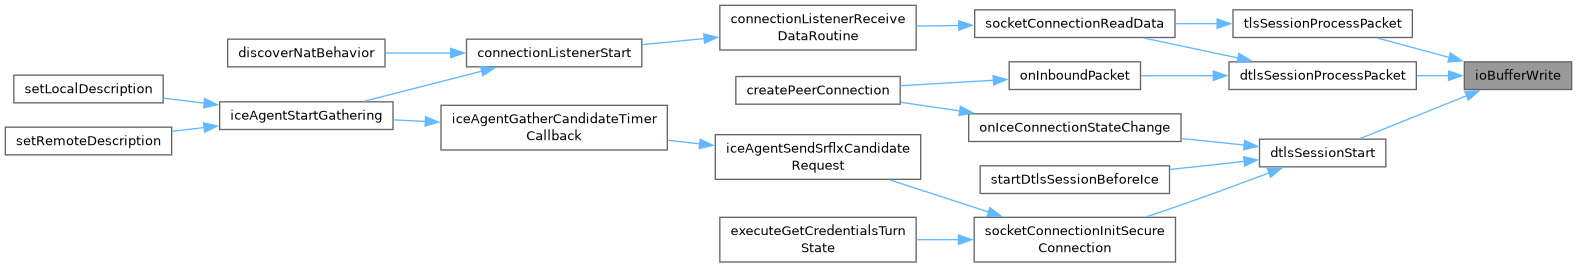 connectionListenerReceive
DataRoutine
socketConnectionReadData
tlsSessionProcessPacket
discoverNatBehavior
connectionListenerStart
onInboundPacket
dtlsSessionProcessPacket
ioBufferWrite
setLocalDescription
createPeerConnection
iceAgentStartGathering
iceAgentGatherCandidateTimer
Callback
onIceConnectionStateChange
setRemoteDescription
iceAgentSendSrflxCandidate
Request
dtlsSessionStart
startDtlsSessionBeforeIce
executeGetCredentialsTurn
State
socketConnectionInitSecure
Connection